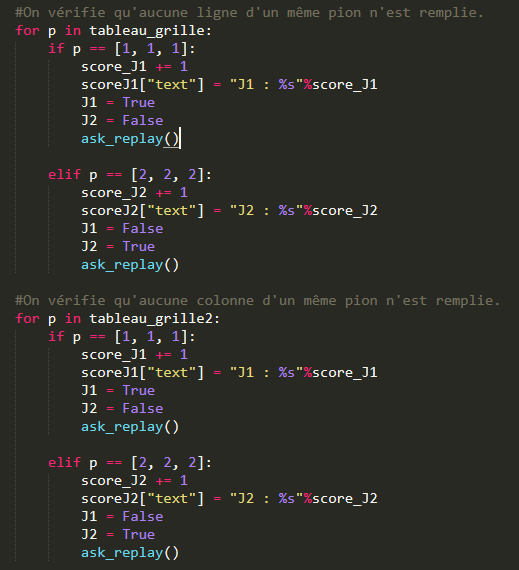 #On vérifie qu'aucune ligne d'un même pion n'est remplie.
for p in tableau_grille:
    if p == [1, 1, 1]:
        score_J1 += 1
        scoreJ1["text"] = "J1 : %s"%score_J1
        J1 = True
        J2 = False
        ask_replay()

    elif p == [2, 2, 2]:
        score_J2 += 1
        scoreJ2["text"] = "J2 : %s"%score_J2
        J1 = False
        J2 = True
        ask_replay()

#On vérifie qu'aucune colonne d'un même pion n'est remplie.
for p in tableau_grille2:
    if p == [1, 1, 1]:
        score_J1 += 1
        scoreJ1["text"] = "J1 : %s"%score_J1
        J1 = True
        J2 = False
        ask_replay()

    elif p == [2, 2, 2]:
        score_J2 += 1
        scoreJ2["text"] = "J2 : %s"%score_J2
        J1 = False
        J2 = True
        ask_replay()